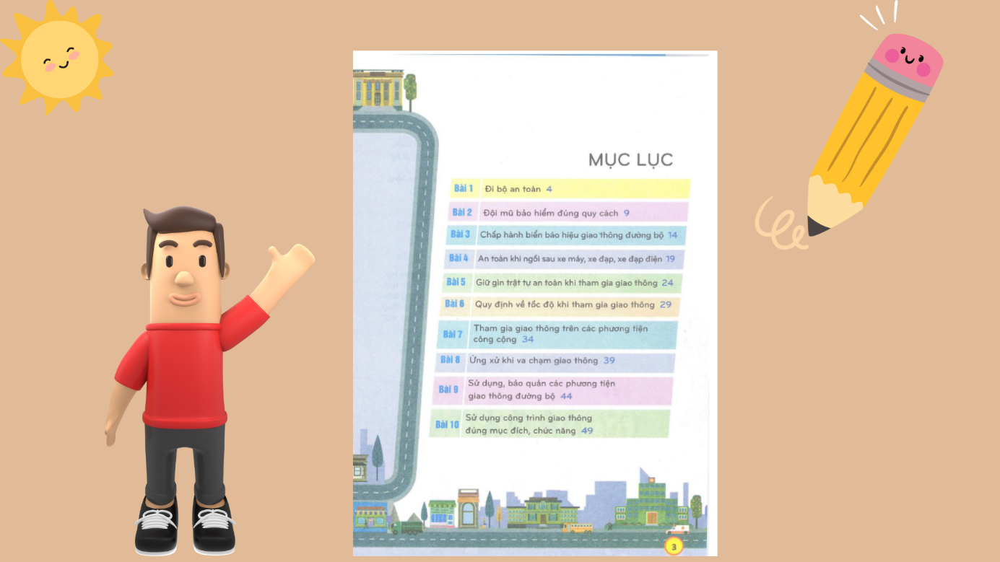 MỤC LỤC
Bài 1 Đi bộ an toàn 4
Bài 2 Đội mũ bảo hiểm đúng quy cách 9
Bài 3 Chấp hành biển báo hiệu giao thông đường bộ 14
Bài 4 An toàn khi ngồi sau xe máy, xe đạp, xe đạp điện 19
Bài 5 Giữ gìn trật tự an toàn khi tham gia giao thông 24
Bài 6 Quy định về tốc độ khi tham gia giao thông 29
Bài 7 Tham gia giao thông trên các phương tiện
công cộng 34
Bài 8 Ứng xử khi va chạm giao thông 39
Bài 9 Sử dụng, bảo quản các phương tiện
giao thông đường bộ 44
Bài 10 Sử dụng công trình giao thông
đúng mục đích, chức năng 49
3